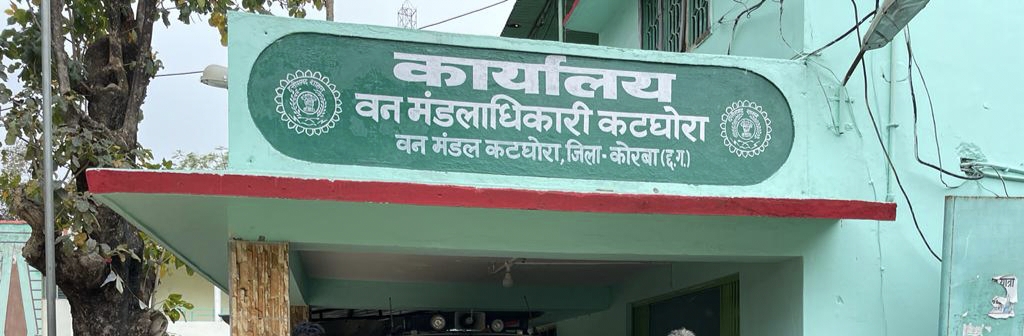 कार्यालय
वन मंडलाधिकारी कटघोरा
वन मंडल कटघोरा, जिला - कोरबा (छ.ग.)